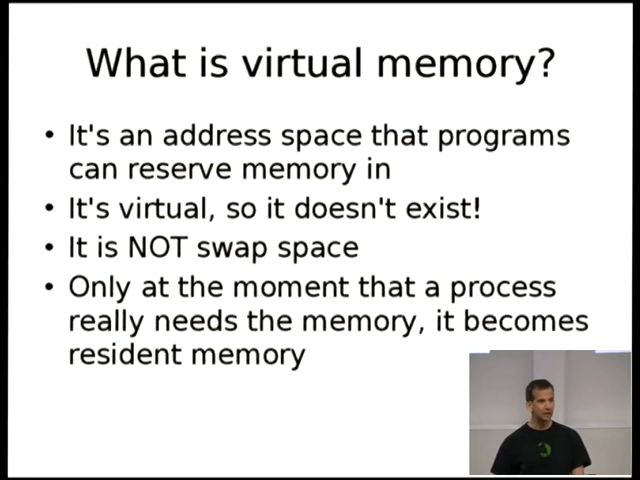 What is virtual memory?
• It's an address space that programs
can reserve memory in
• It's virtual, so it doesn't exist!
• It is NOT swap space
• Only at the moment that a process
really needs the memory, it becomes
resident memory